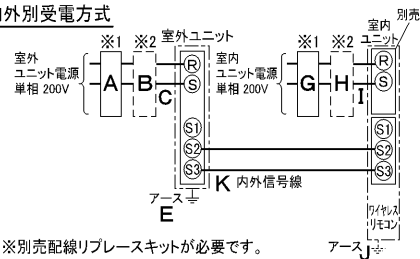 外別受電方式
別売
※1 ※2 室外ユニット
※1 ※2 室内ユニット
室外
ユニット電源
単相 200V
A B C
R
S
室内
ユニット電源
単相 200V
G H I
R
S
S1
S2
S3
S1
S2
S3
K 内外信号線
アース
E
ワイヤレス
リモコン
※別売配線リプレースキットが必要です。
アース J